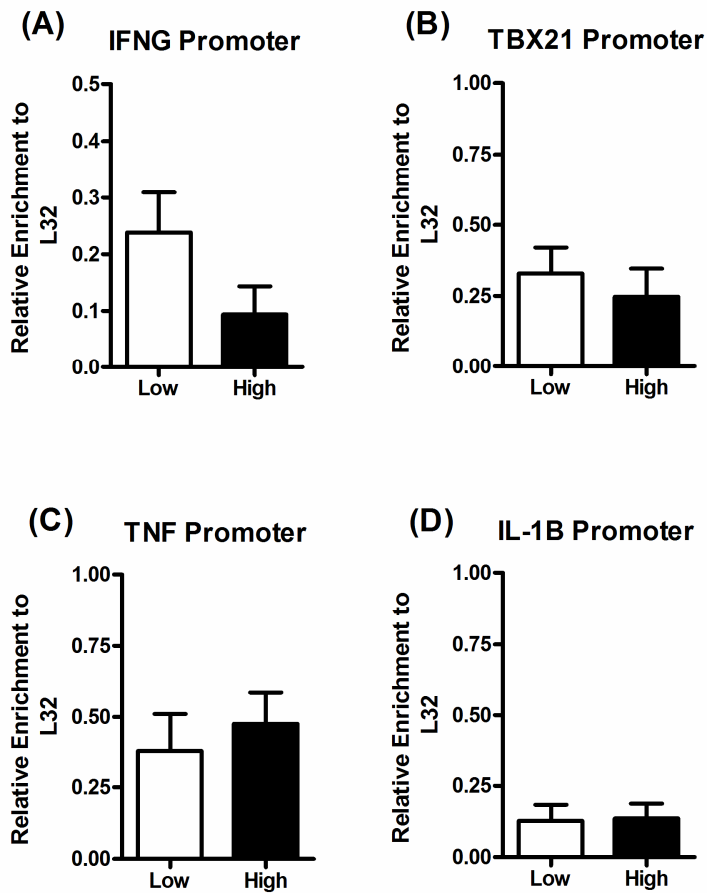 (A)
IFNG Promoter
Relative Enrichment to
L32
0.5
0.4
0.3
0.2
0.1
0.0
Low
High
(B)
TBX21 Promoter
Relative Enrichment to
L32
1.00
0.75
0.50
0.25
0.00
Low
High
(C)
TNF Promoter
Relative Enrichment to
L32
1.00
0.75
0.50
0.25
0.00
Low
High
(D)
IL-1B Promoter
Relative Enrichment to
L32
1.00
0.75
0.50
0.25
0.00
Low
High